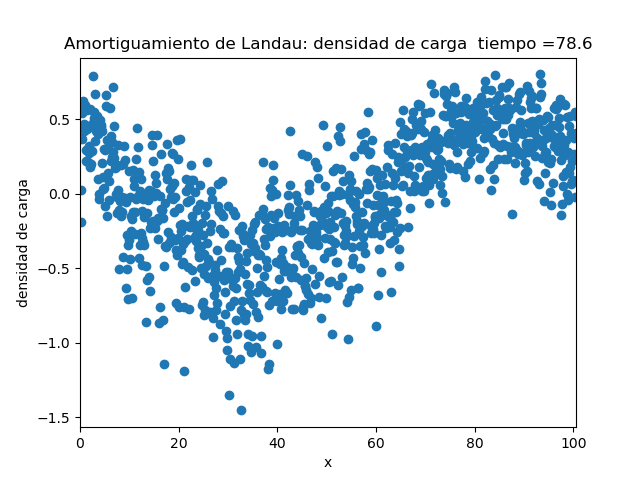 Amortiguamiento de Landau: densidad de carga  tiempo =78.6
densidad de carga
0.5
0.0
−0.5
−1.0
−1.5
0 20 40 60 80 100
x